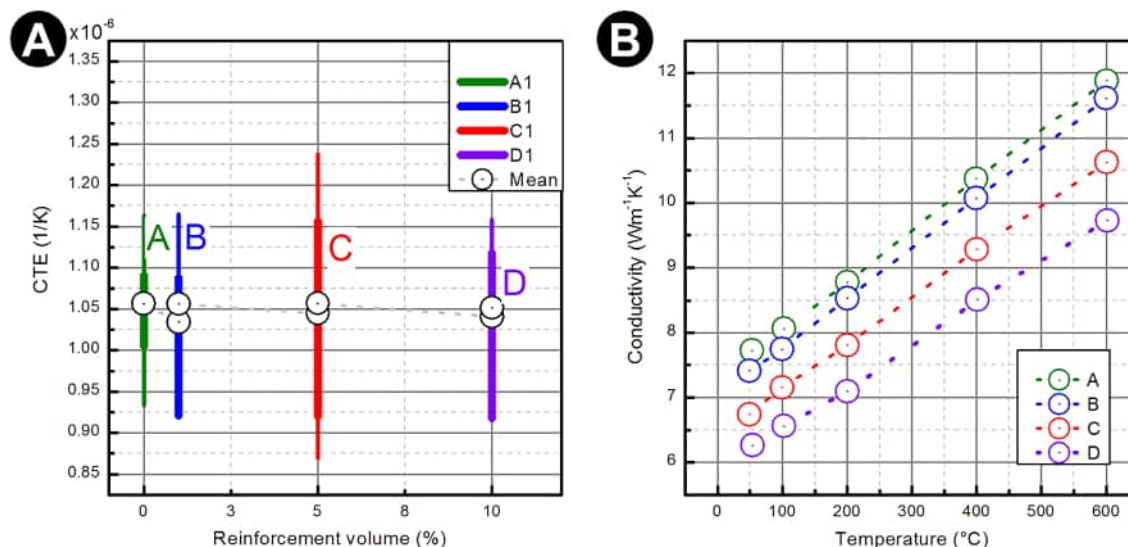 A
x10^-6
1.35
1.30
1.25
1.20
1.15
1.10
1.05
1.00
0.95
0.90
0.85
CTE (1/K)
A1
B1
C1
D1
Mean
A
B
C
D
0
3
5
8
10
Reinforcement volume (%)
B
12
11
10
9
8
7
6
Conductivity (Wm⁻¹K⁻¹)
A
B
C
D
0
100
200
300
400
500
600
Temperature (°C)